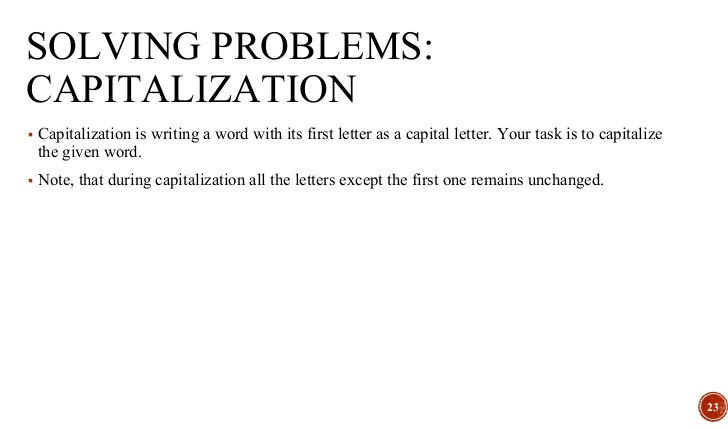 SOLVING PROBLEMS:
CAPITALIZATION
▪ Capitalization is writing a word with its first letter as a capital letter. Your task is to capitalize
the given word.
▪ Note, that during capitalization all the letters except the first one remains unchanged.
23